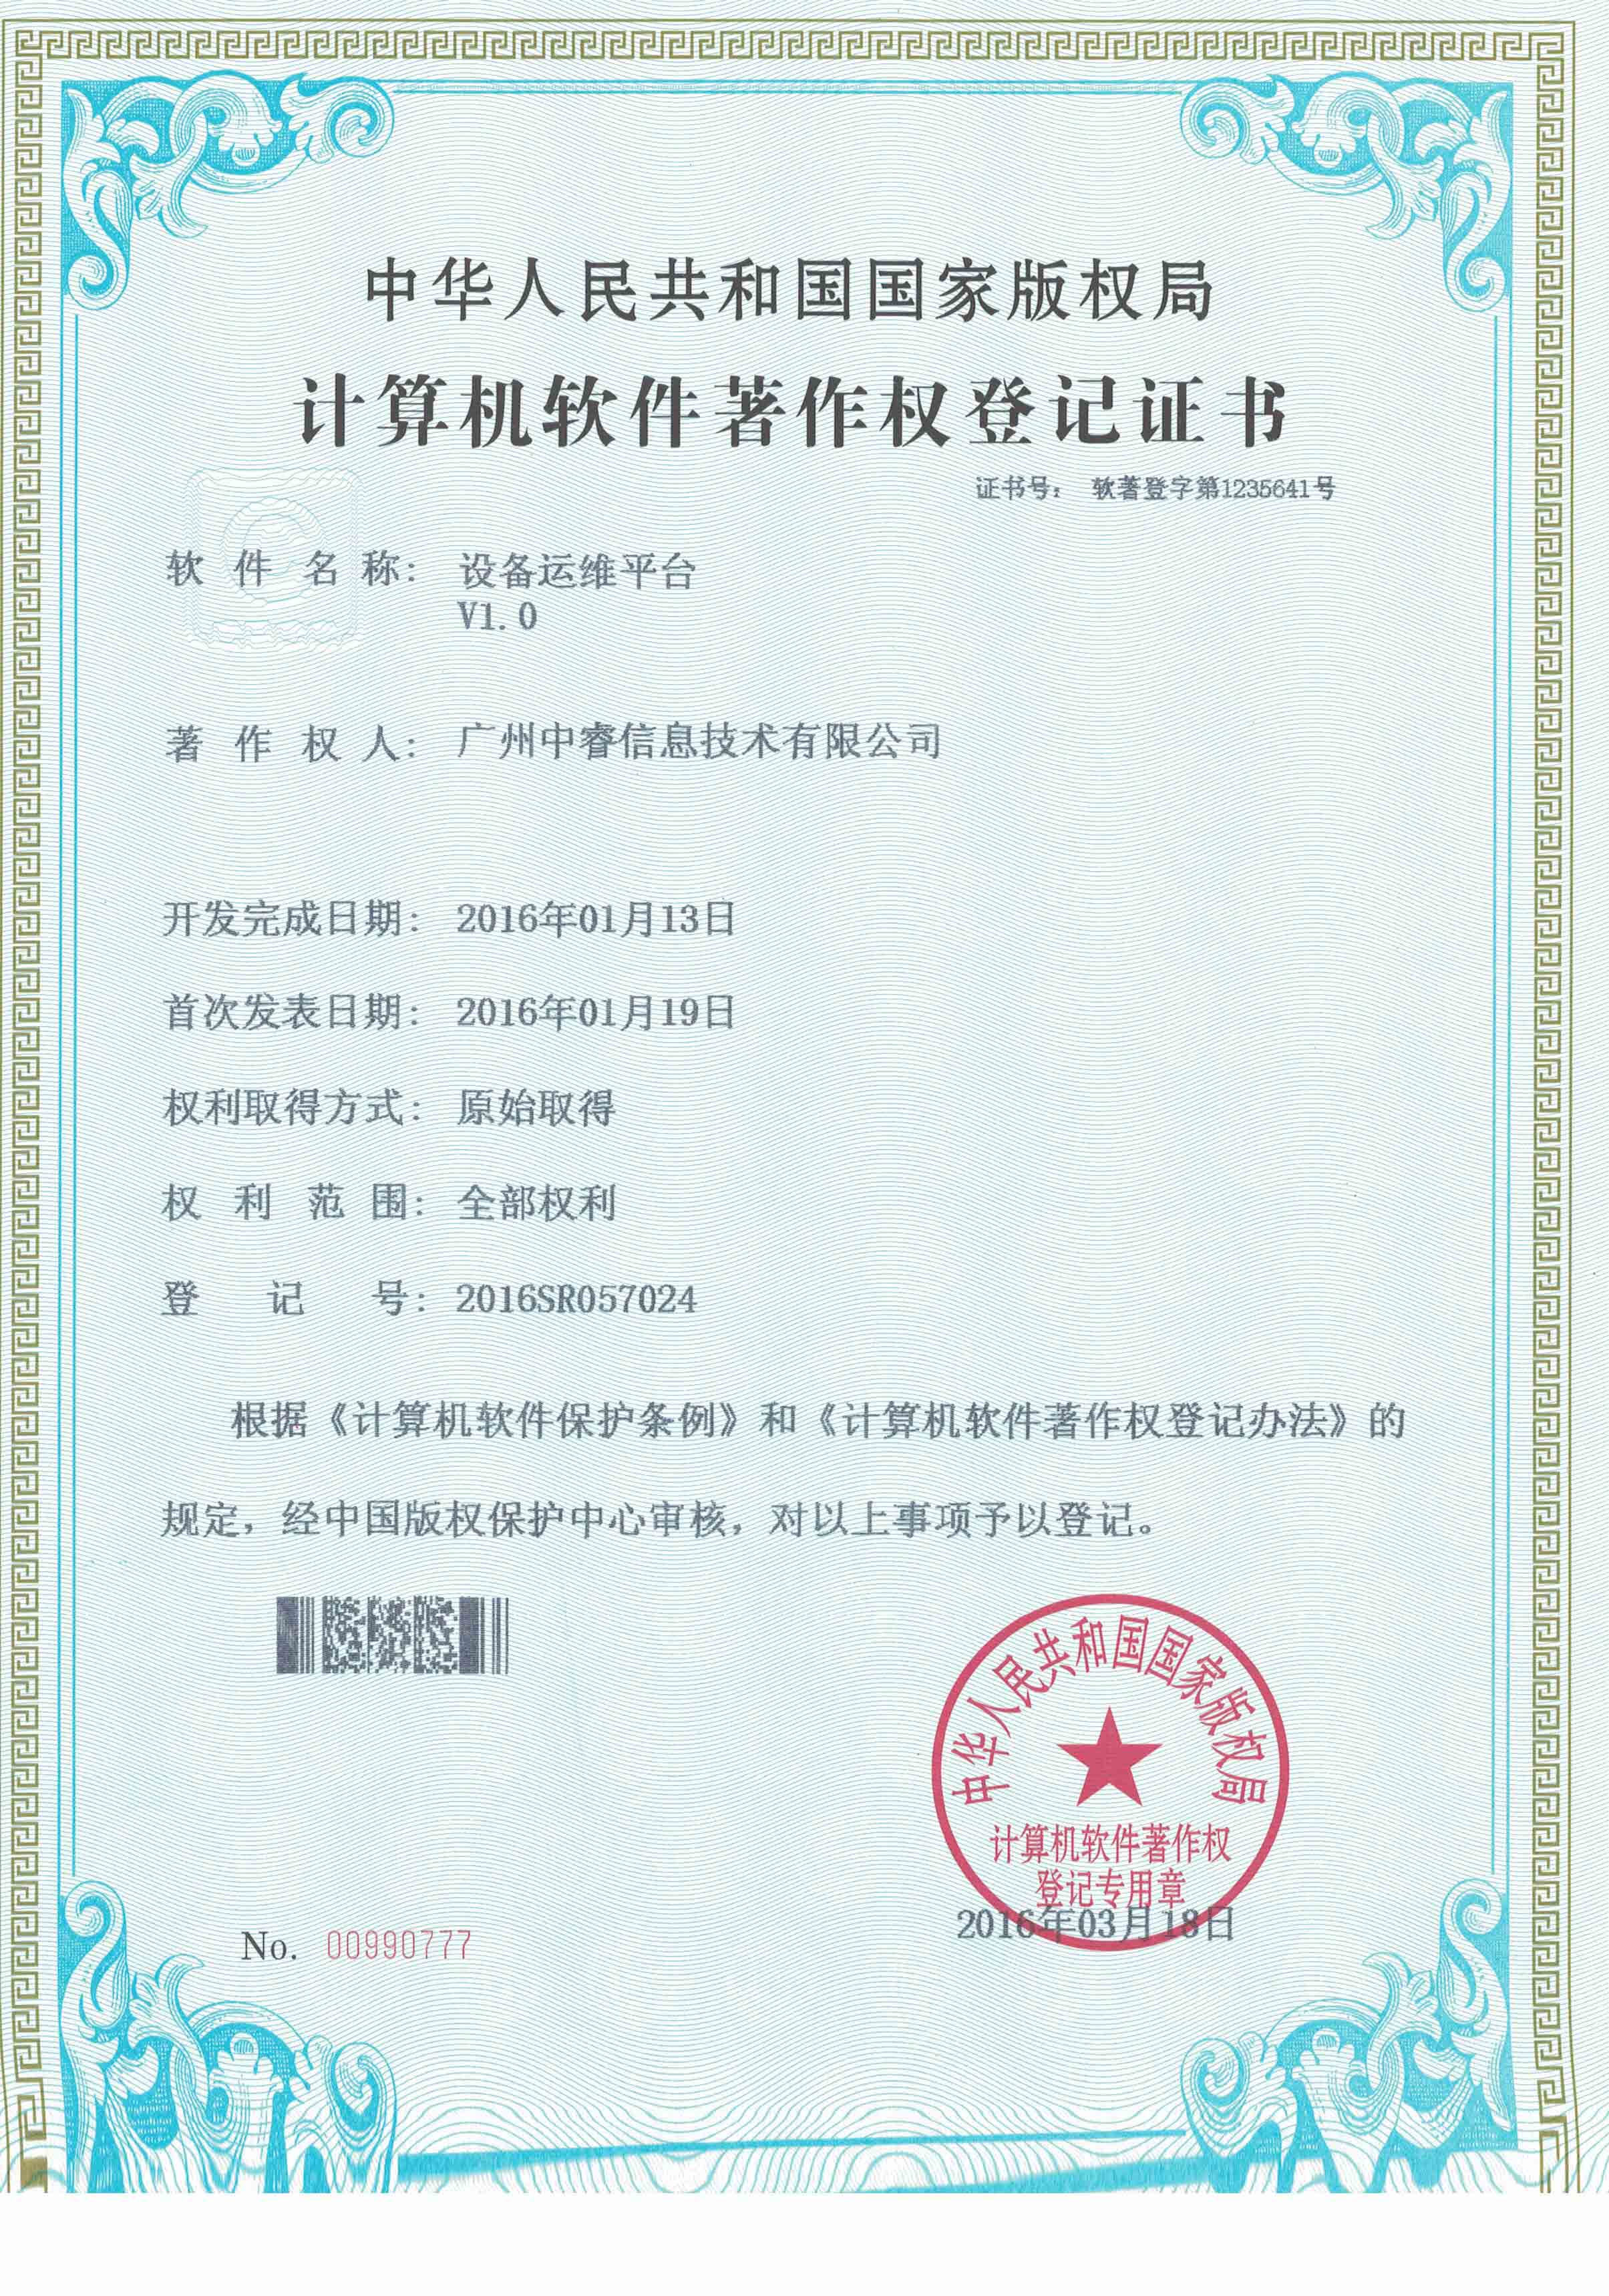 中华人民共和国国家版权局
计算机软件著作权登记证书
证书号： 软著登字第1235641号
软件名称： 设备运维平台
V1.0
著作权人： 广州中睿信息技术有限公司
开发完成日期： 2016年01月13日
首次发表日期： 2016年01月19日
权利取得方式： 原始取得
权利范围： 全部权利
登记号： 2016SR057024
根据《计算机软件保护条例》和《计算机软件著作权登记办法》的
规定，经中国版权保护中心审核，对以上事项予以登记。
中华人民共和国国家版权局
计算机软件著作权
登记专用章
2016年03月18日
No. 00990777